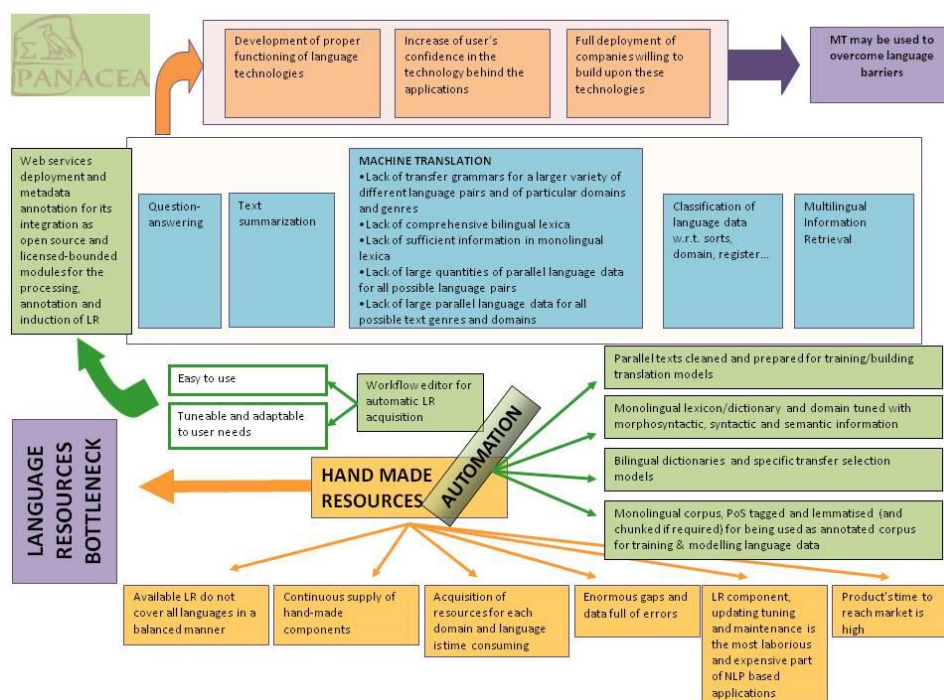 PANACEA
Development of proper
functioning of language
technologies
Increase of user's
confidence in the
technology behind the
applications
Full deployment of
companies willing to
build upon these
technologies
MT may be used to
overcome language
barriers
Web services
deployment and
metadata
annotation for its
integration as
open source and
licensed-bounded
modules for the
processing,
annotation and
induction of LR
Question-
answering
Text
summarization
MACHINE TRANSLATION
•Lack of transfer grammars for a larger variety of
different language pairs and of particular domains
and genres
•Lack of comprehensive bilingual lexica
•Lack of sufficient information in monolingual
lexica
•Lack of large quantities of parallel language data
for all possible language pairs
•Lack of large parallel language data for all
possible text genres and domains
Classification of
language data
w.r.t. sorts,
domain, register...
Multilingual
Information
Retrieval
Easy to use
Tuneable and adaptable
to user needs
Workflow editor for
automatic LR
acquisition
Parallel texts cleaned and prepared for training/building
translation models
Monolingual lexicon/dictionary and domain tuned with
morphosyntactic, syntactic and semantic information
Bilingual dictionaries and specific transfer selection
models
Monolingual corpus, PoS tagged and lemmatised (and
chunked if required) for being used as annotated corpus
for training & modelling language data
LANGUAGE
RESOURCES
BOTTLENECK
HAND MADE
RESOURCES
AUTOMATION
Available LR do not
cover all languages in a
balanced manner
Continuous supply of
hand-made
components
Acquisition of
resources for each
domain and language
is time consuming
Enormous gaps and
data full of errors
LR component,
updating tuning
and maintenance is
the most laborious
and expensive part
of NLP based
applications
Product's time to
reach market is
high